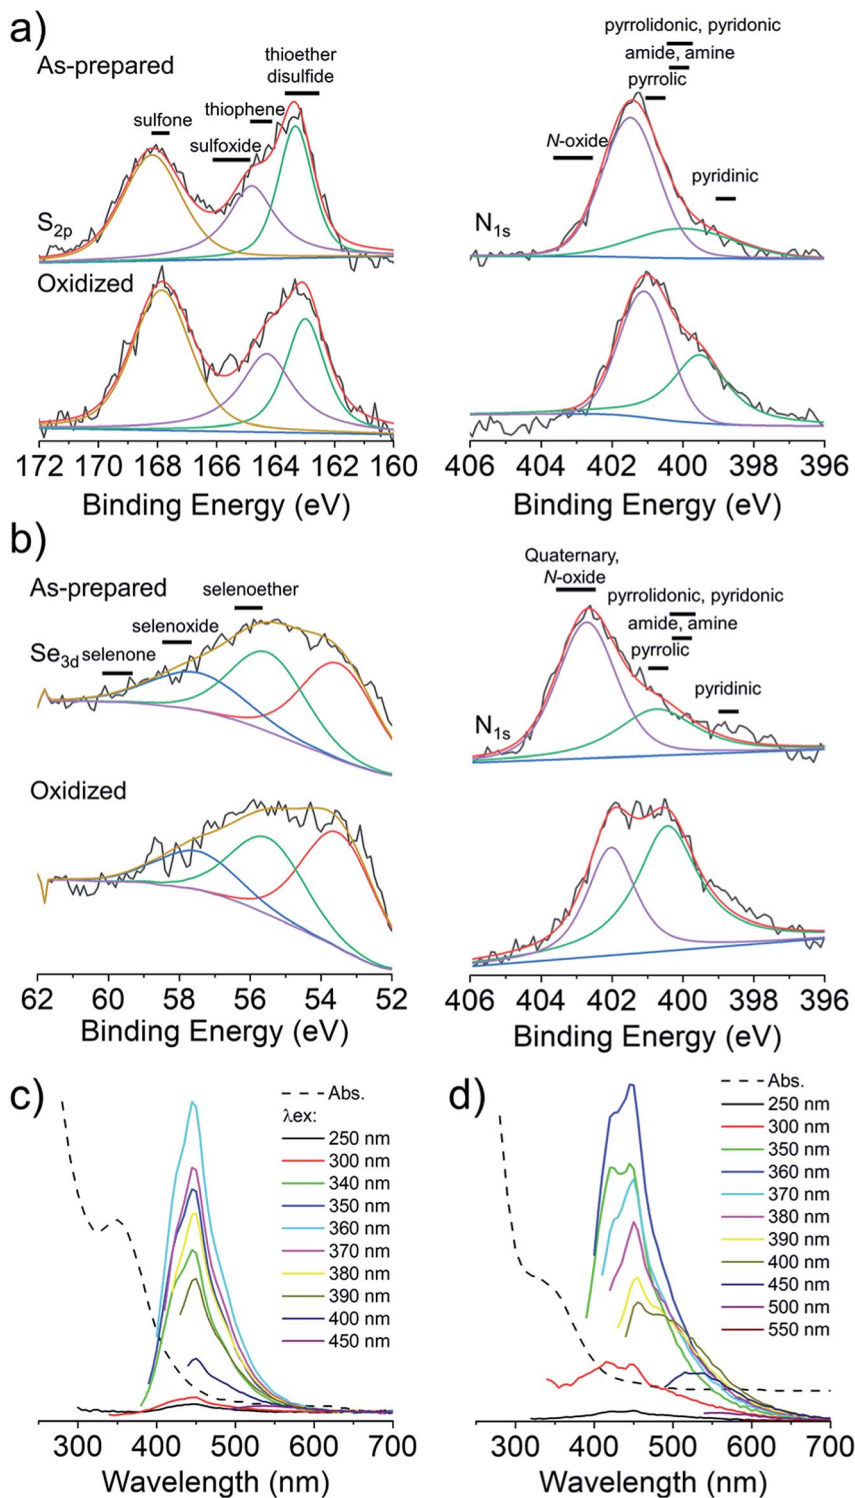 a)
As-prepared
sulfone
thiophene
sulfoxide
thioether
disulfide
S2p
Oxidized
172 170 168 166 164 162 160
Binding Energy (eV)
pyrrolidonic, pyridonic
amide, amine
pyrrolic
N-oxide
pyridinic
N1s
406 404 402 400 398 396
Binding Energy (eV)
b)
As-prepared
selenoether
selenoxide
Se3d selenone
Oxidized
62 60 58 56 54 52
Binding Energy (eV)
Quaternary,
N-oxide
pyrrolidonic, pyridonic
amide, amine
pyrrolic
pyridinic
N1s
406 404 402 400 398 396
Binding Energy (eV)
c)
Abs.
λex:
250 nm
300 nm
340 nm
350 nm
360 nm
370 nm
380 nm
390 nm
400 nm
450 nm
300 400 500 600 700
Wavelength (nm)
d)
Abs.
250 nm
300 nm
350 nm
360 nm
370 nm
380 nm
390 nm
400 nm
450 nm
500 nm
550 nm
300 400 500 600 700
Wavelength (nm)